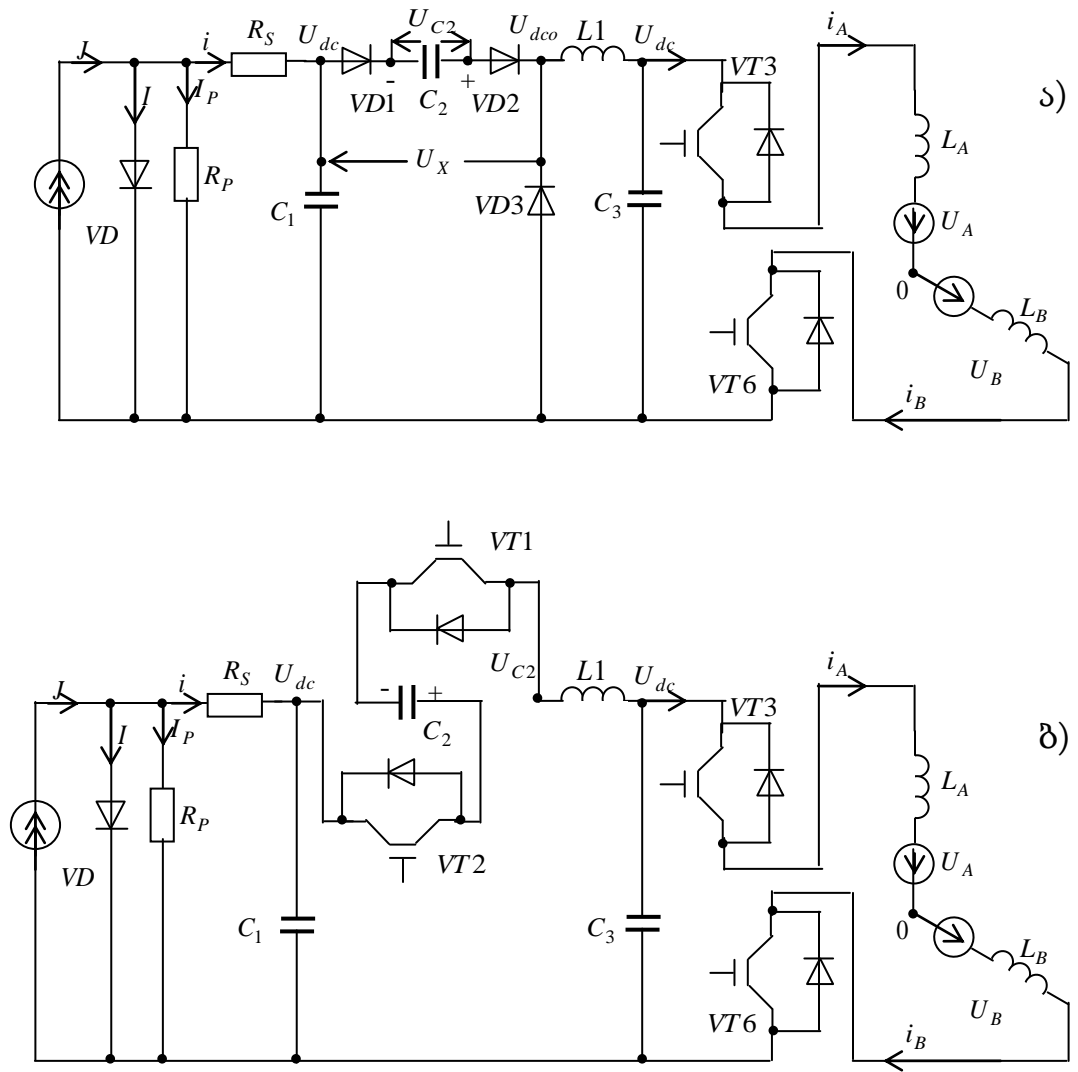 J I I_P i R_S U_dc U_C2 U_dco L1 U_dc i_A
VT3
- +
VD1 C_2 VD2
ა)
L_A
R_P U_X
VD C_1 VD3 C_3 U_A
0
L_B
VT6 U_B
i_B
VT1
J I I_P i R_S U_dc U_C2 L1 U_dc i_A
VT3
- +
C_2
ბ)
L_A
R_P
VD VT2 U_A
C_1 C_3 0
L_B
VT6 U_B
i_B